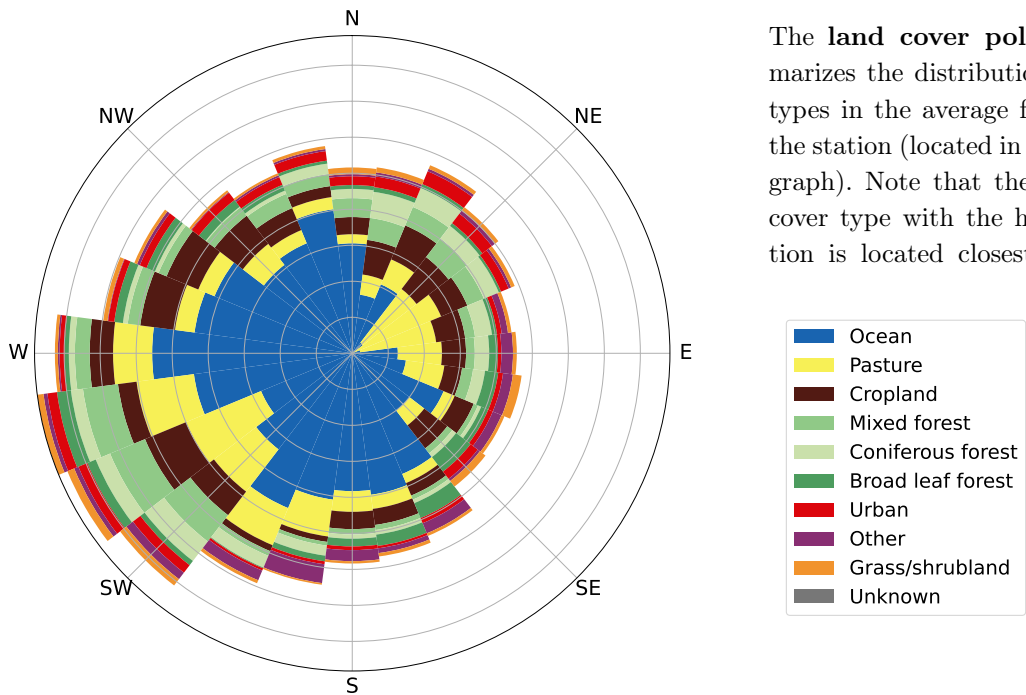 N
NW
NE
W
E
SW
SE
S
The land cover pol
marizes the distributi
types in the average f
the station (located in
graph). Note that the
cover type with the h
tion is located closest
Ocean
Pasture
Cropland
Mixed forest
Coniferous forest
Broad leaf forest
Urban
Other
Grass/shrubland
Unknown